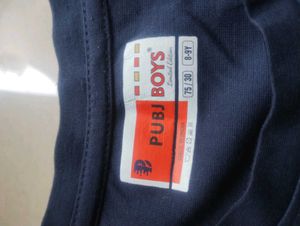 PUBJ
BOYS
Limited Edition
75 / 30
8-9Y